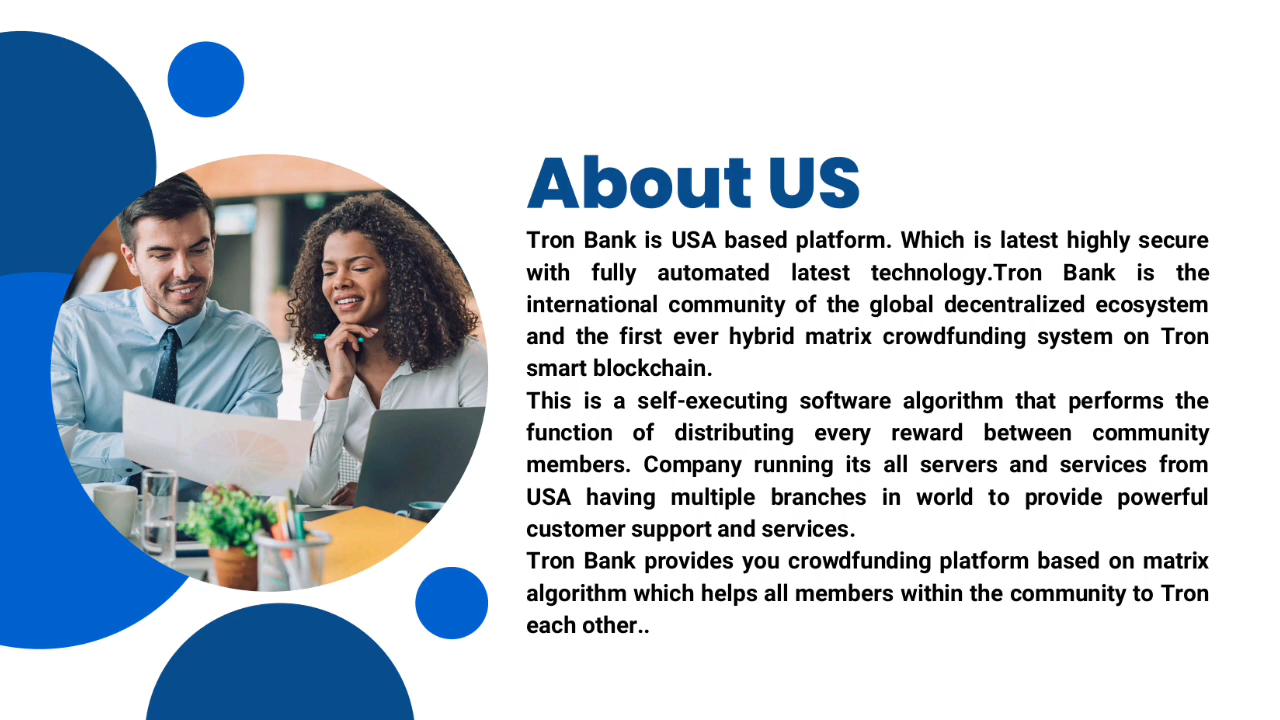 About US
Tron Bank is USA based platform. Which is latest highly secure
with fully automated latest technology.Tron Bank is the
international community of the global decentralized ecosystem
and the first ever hybrid matrix crowdfunding system on Tron
smart blockchain.
This is a self-executing software algorithm that performs the
function of distributing every reward between community
members. Company running its all servers and services from
USA having multiple branches in world to provide powerful
customer support and services.
Tron Bank provides you crowdfunding platform based on matrix
algorithm which helps all members within the community to Tron
each other..